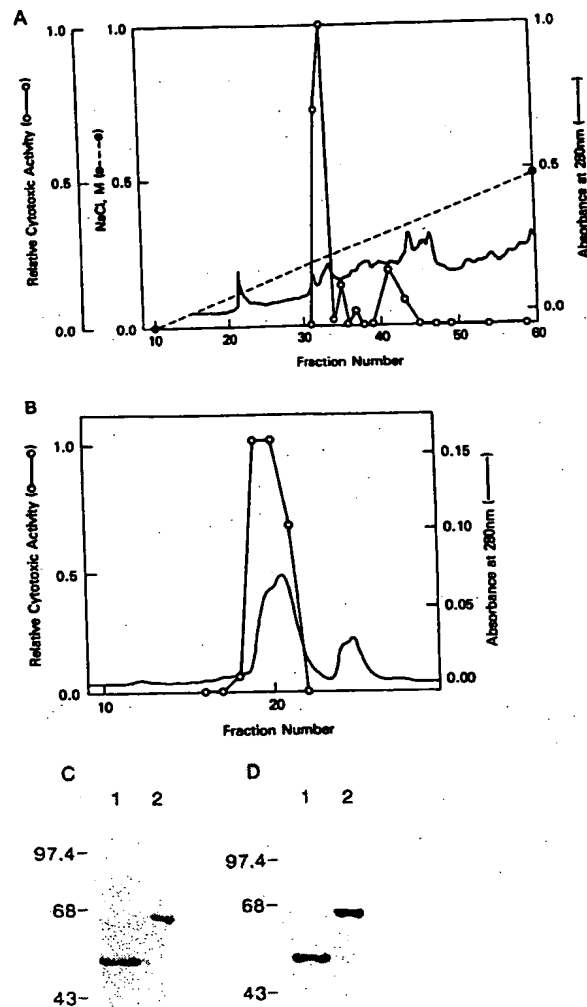 A
Relative Cytotoxic Activity (o—o)
NaCl, M (●---●)
Absorbance at 280nm (—)
1.0
0.5
0.0
1.0
0.5
0.0
1.0
0.5
0.0
10 20 30 40 50 60
Fraction Number
B
Relative Cytotoxic Activity (o—o)
Absorbance at 280nm (—)
1.0
0.5
0.0
0.15
0.10
0.05
0.00
10 20
Fraction Number
C D
1 2 1 2
97.4- 97.4-
68- 68-
43- 43-